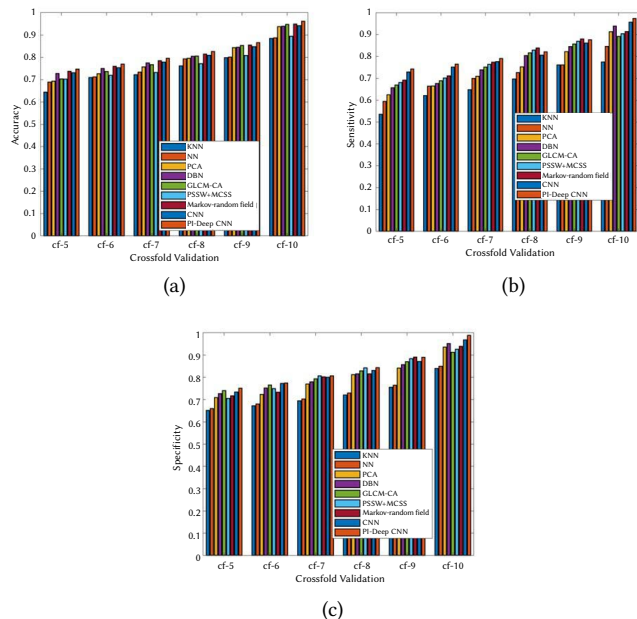 1
0.9
0.8
0.7
0.6
0.5
0.4
0.3
0.2
0.1
0
Accuracy
KNN
NN
PCA
DBN
GLCM-CA
PSSW+MCSS
Markov-random field
CNN
PI-Deep CNN
cf-5 cf-6 cf-7 cf-8 cf-9 cf-10
Crossfold Validation
(a)
1
0.9
0.8
0.7
0.6
0.5
0.4
0.3
0.2
0.1
0
Sensitivity
KNN
NN
PCA
DBN
GLCM-CA
PSSW+MCSS
Markov-random field
CNN
PI-Deep CNN
cf-5 cf-6 cf-7 cf-8 cf-9 cf-10
Crossfold Validation
(b)
1
0.9
0.8
0.7
0.6
0.5
0.4
0.3
0.2
0.1
0
Specificity
KNN
NN
PCA
DBN
GLCM-CA
PSSW+MCSS
Markov-random field
CNN
PI-Deep CNN
cf-5 cf-6 cf-7 cf-8 cf-9 cf-10
Crossfold Validation
(c)